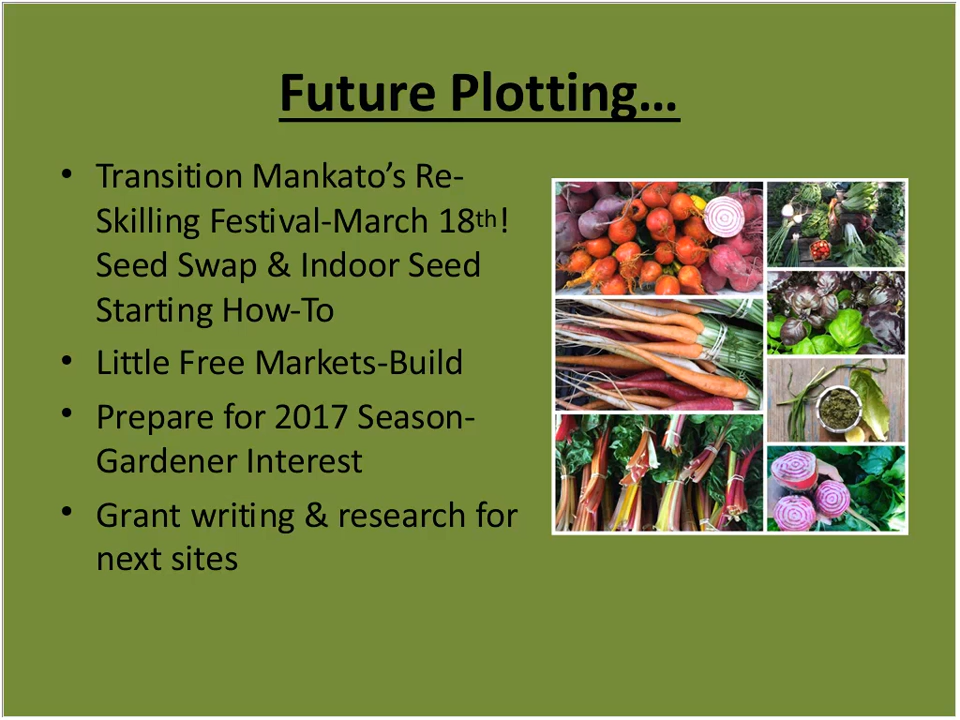 Future Plotting…
• Transition Mankato’s Re-
Skilling Festival-March 18th!
Seed Swap & Indoor Seed
Starting How-To
• Little Free Markets-Build
• Prepare for 2017 Season-
Gardener Interest
• Grant writing & research for
next sites